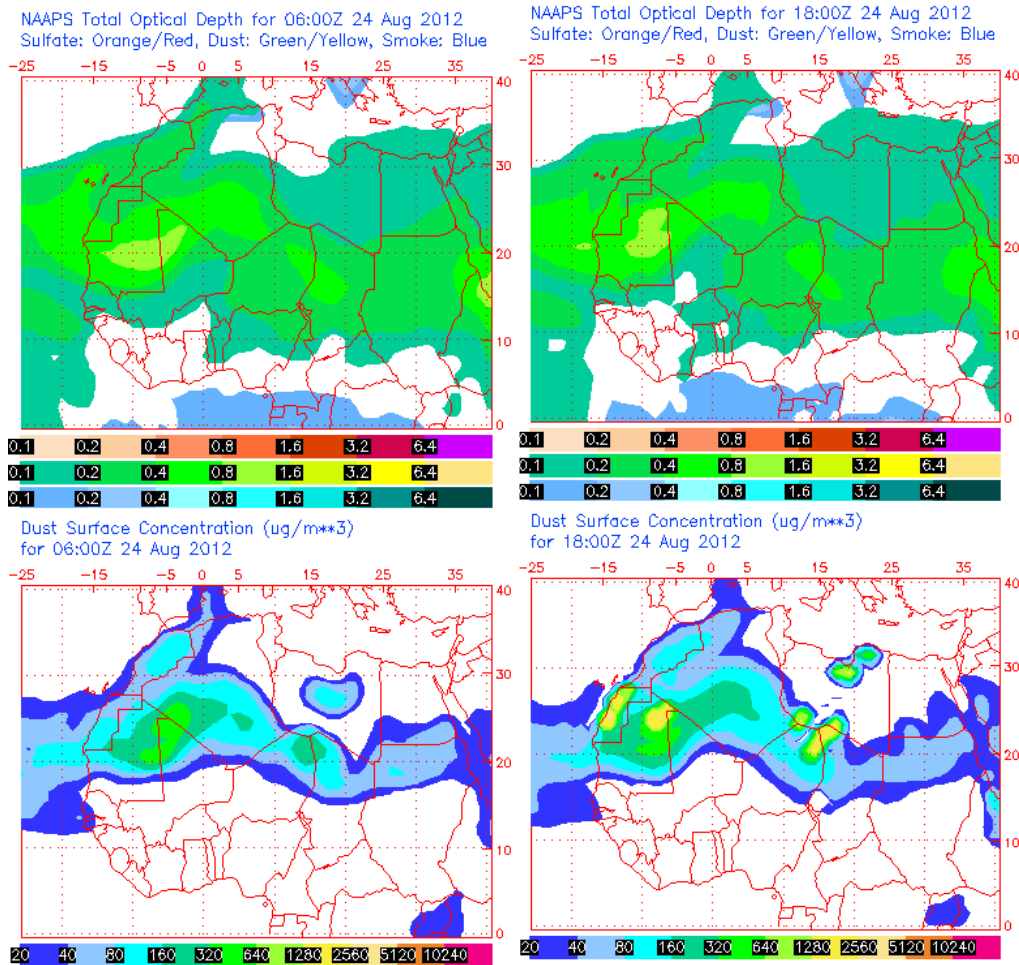 NAAPS Total Optical Depth for 06:00Z 24 Aug 2012
Sulfate: Orange/Red, Dust: Green/Yellow, Smoke: Blue
-25 -15 -5 0 5 15 25 35 40
40
30
20
10
0
0.1 0.2 0.4 0.8 1.6 3.2 6.4
0.1 0.2 0.4 0.8 1.6 3.2 6.4
0.1 0.2 0.4 0.8 1.6 3.2 6.4
NAAPS Total Optical Depth for 18:00Z 24 Aug 2012
Sulfate: Orange/Red, Dust: Green/Yellow, Smoke: Blue
-25 -15 -5 0 5 15 25 35 40
40
30
20
10
0
0.1 0.2 0.4 0.8 1.6 3.2 6.4
0.1 0.2 0.4 0.8 1.6 3.2 6.4
0.1 0.2 0.4 0.8 1.6 3.2 6.4
Dust Surface Concentration (ug/m**3)
for 06:00Z 24 Aug 2012
-25 -15 -5 0 5 15 25 35
40
30
20
10
0
20 40 80 160 320 640 1280 2560 5120 10240
Dust Surface Concentration (ug/m**3)
for 18:00Z 24 Aug 2012
-25 -15 -5 0 5 15 25 35
40
30
20
10
0
20 40 80 160 320 640 1280 2560 5120 10240